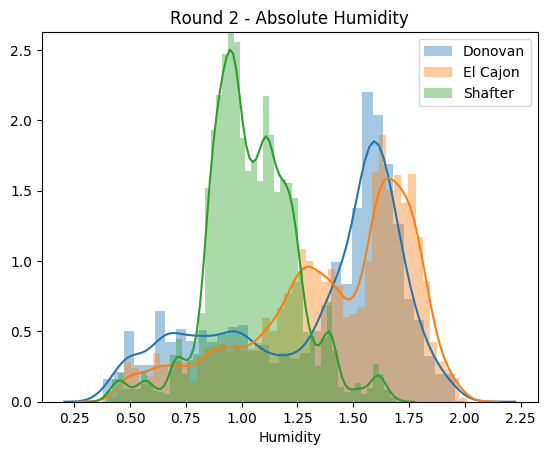 Round 2 - Absolute Humidity
Donovan
El Cajon
Shafter
2.5
2.0
1.5
1.0
0.5
0.0
0.25 0.50 0.75 1.00 1.25 1.50 1.75 2.00 2.25
Humidity